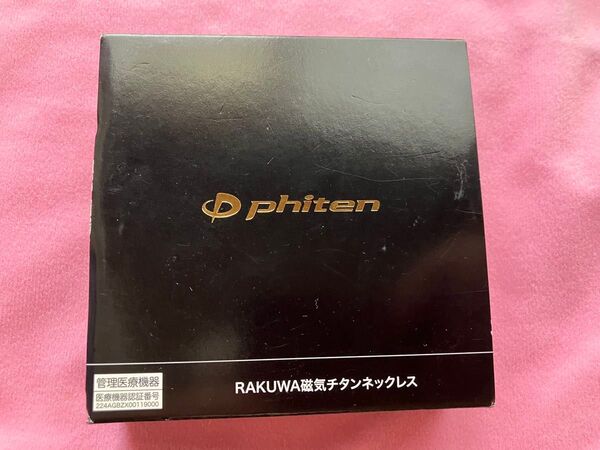 phiten
RAKUWA磁気チタンネックレス
管理医療機器
医療機器認証番号
224AGBZX00119000